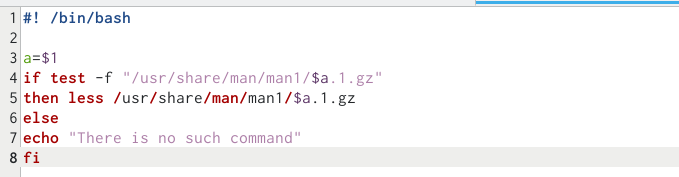 1 #! /bin/bash
2
3 a=$1
4 if test -f "/usr/share/man/man1/$a.1.gz"
5 then less /usr/share/man/man1/$a.1.gz
6 else
7 echo "There is no such command"
8 fi